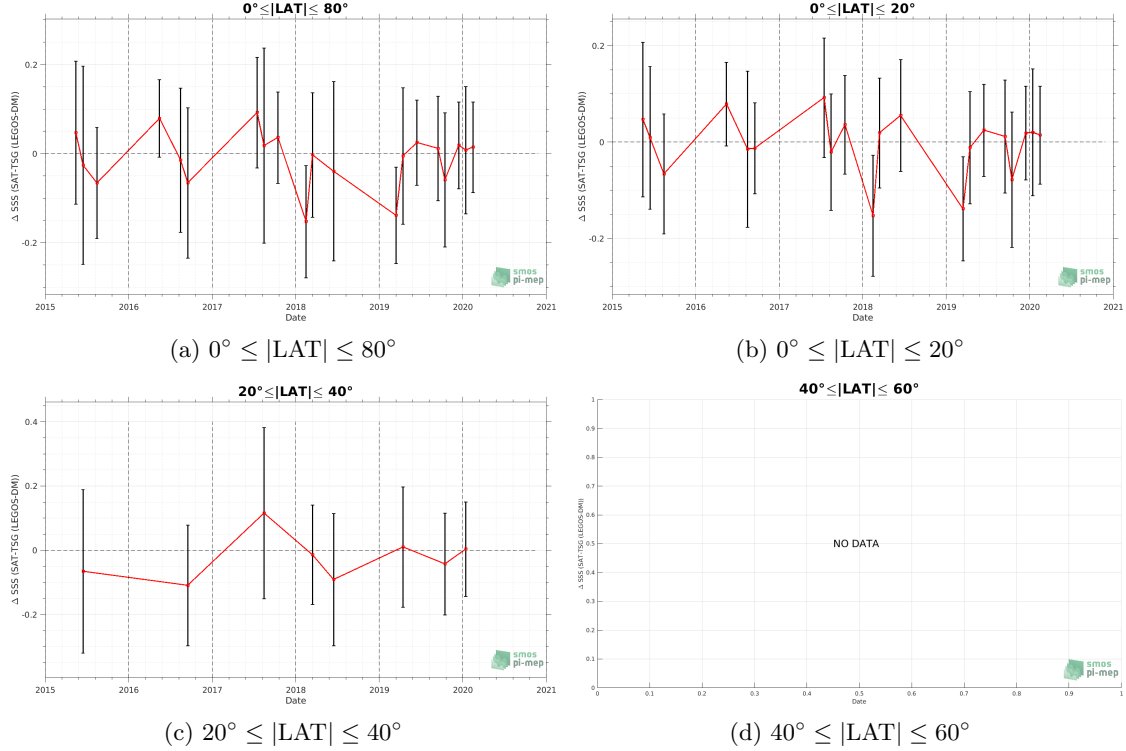 0°≤|LAT|≤ 80°
Δ SSS (SAT-TSG (LEGOS-DM))
0.2
0
-0.2
2015 2016 2017 2018 2019 2020 2021
Date
smos
pi-mep
(a) 0° ≤ |LAT| ≤ 80°
0°≤|LAT|≤ 20°
Δ SSS (SAT-TSG (LEGOS-DM))
0.2
0
-0.2
2015 2016 2017 2018 2019 2020 2021
Date
smos
pi-mep
(b) 0° ≤ |LAT| ≤ 20°
20°≤|LAT|≤ 40°
Δ SSS (SAT-TSG (LEGOS-DM))
0.4
0.2
0
-0.2
2015 2016 2017 2018 2019 2020 2021
Date
smos
pi-mep
(c) 20° ≤ |LAT| ≤ 40°
40°≤|LAT|≤ 60°
Δ SSS (SAT-TSG (LEGOS-DM))
1
0.9
0.8
0.7
0.6
0.5
0.4
0.3
0.2
0.1
0
NO DATA
0 0.1 0.2 0.3 0.4 0.5 0.6 0.7 0.8 0.9 1
Date
smos
pi-mep
(d) 40° ≤ |LAT| ≤ 60°